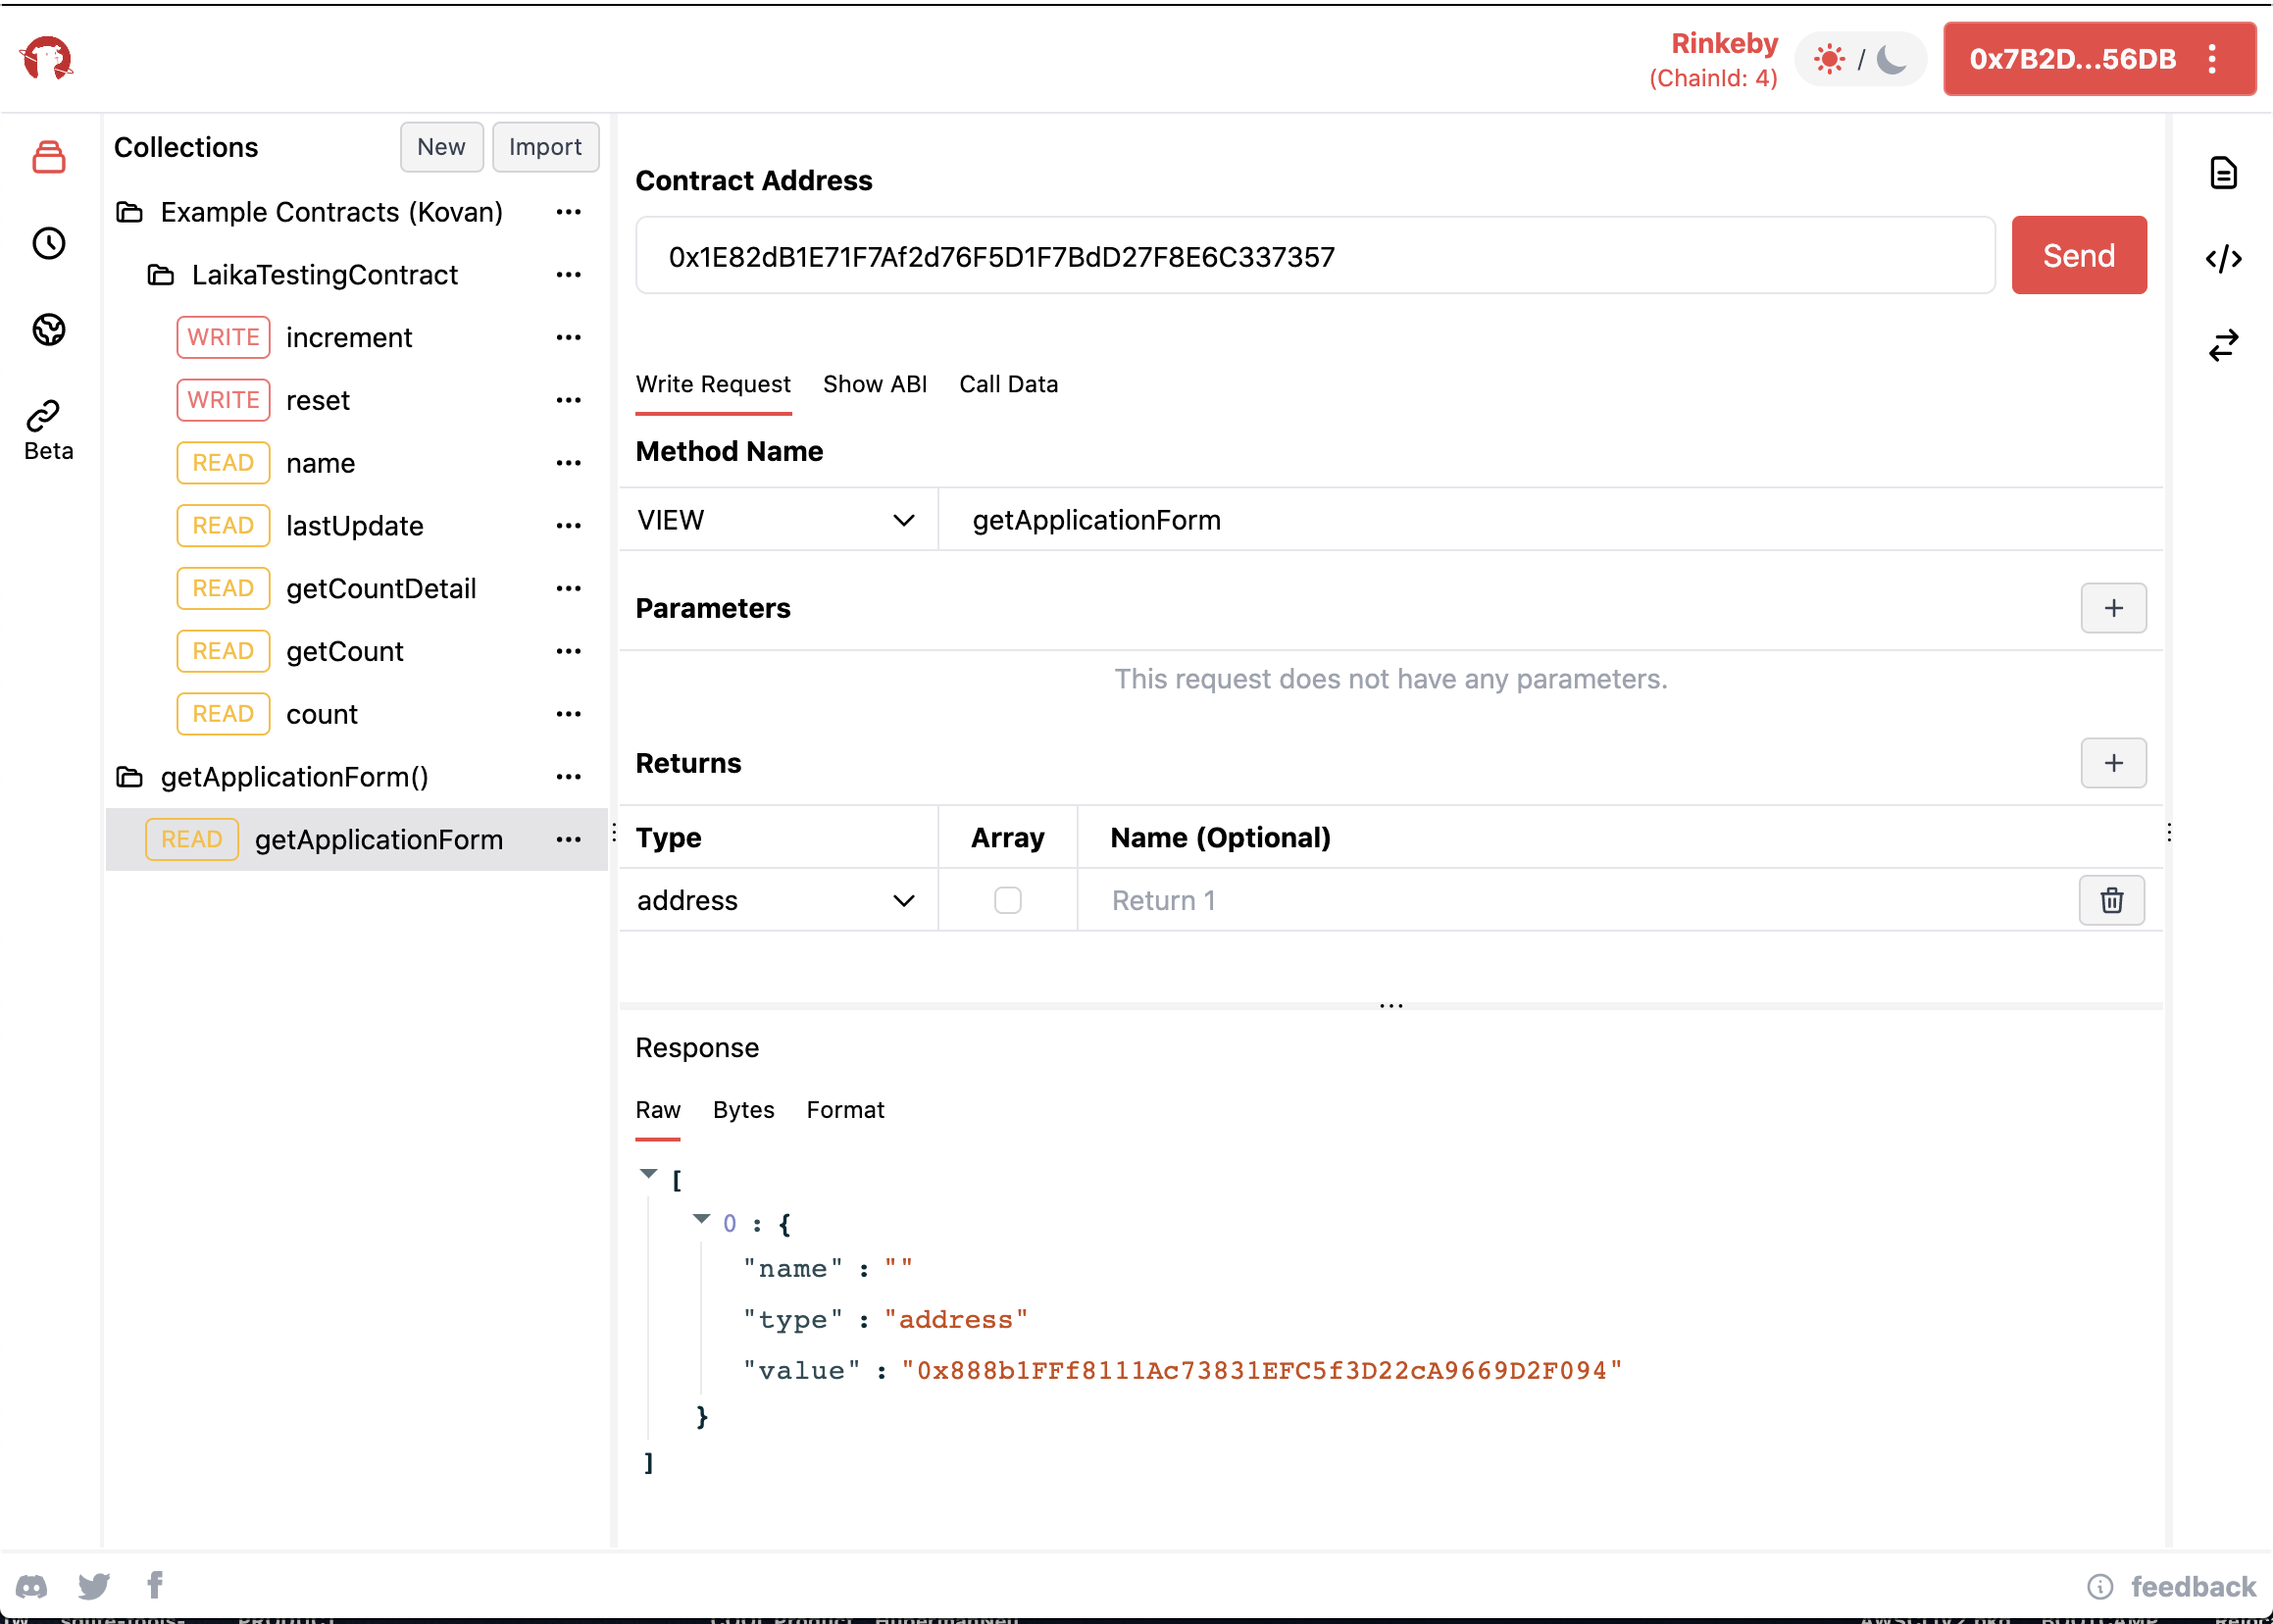 Rinkeby
(ChainId: 4)
/
0x7B2D...56DB
Collections
New
Import
Example Contracts (Kovan)
LaikaTestingContract
WRITE increment
WRITE reset
READ name
READ lastUpdate
READ getCountDetail
READ getCount
READ count
getApplicationForm()
READ getApplicationForm
Beta
Contract Address
0x1E82dB1E71F7Af2d76F5D1F7BdD27F8E6C337357
Send
Write Request Show ABI Call Data
Method Name
VIEW getApplicationForm
Parameters
+
This request does not have any parameters.
Returns
+
Type Array Name (Optional)
address Return 1
Response
Raw Bytes Format
[
0 : {
"name" : ""
"type" : "address"
"value" : "0x888b1FFf8111Ac73831EFC5f3D22cA9669D2F094"
}
]
feedback